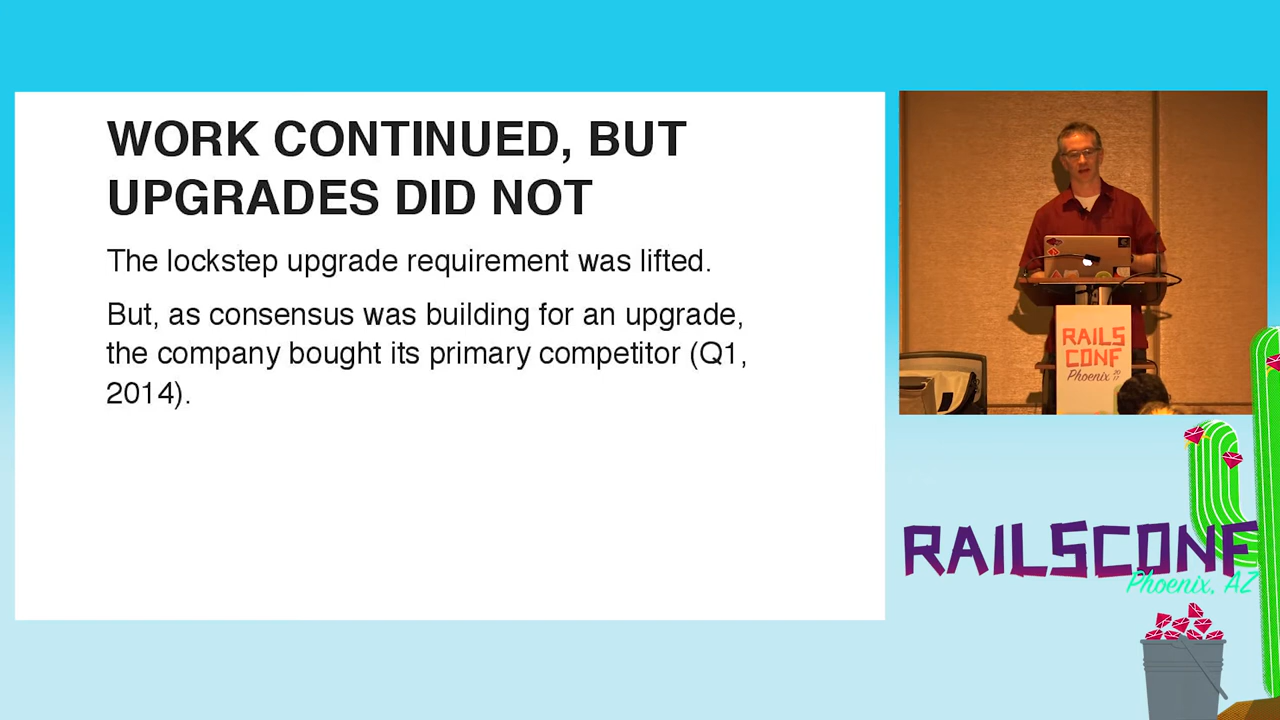 WORK CONTINUED, BUT
UPGRADES DID NOT
The lockstep upgrade requirement was lifted.
But, as consensus was building for an upgrade,
the company bought its primary competitor (Q1,
2014).
RAILS
CONF
Phoenix 2017
RAILSCONF
Phoenix, AZ